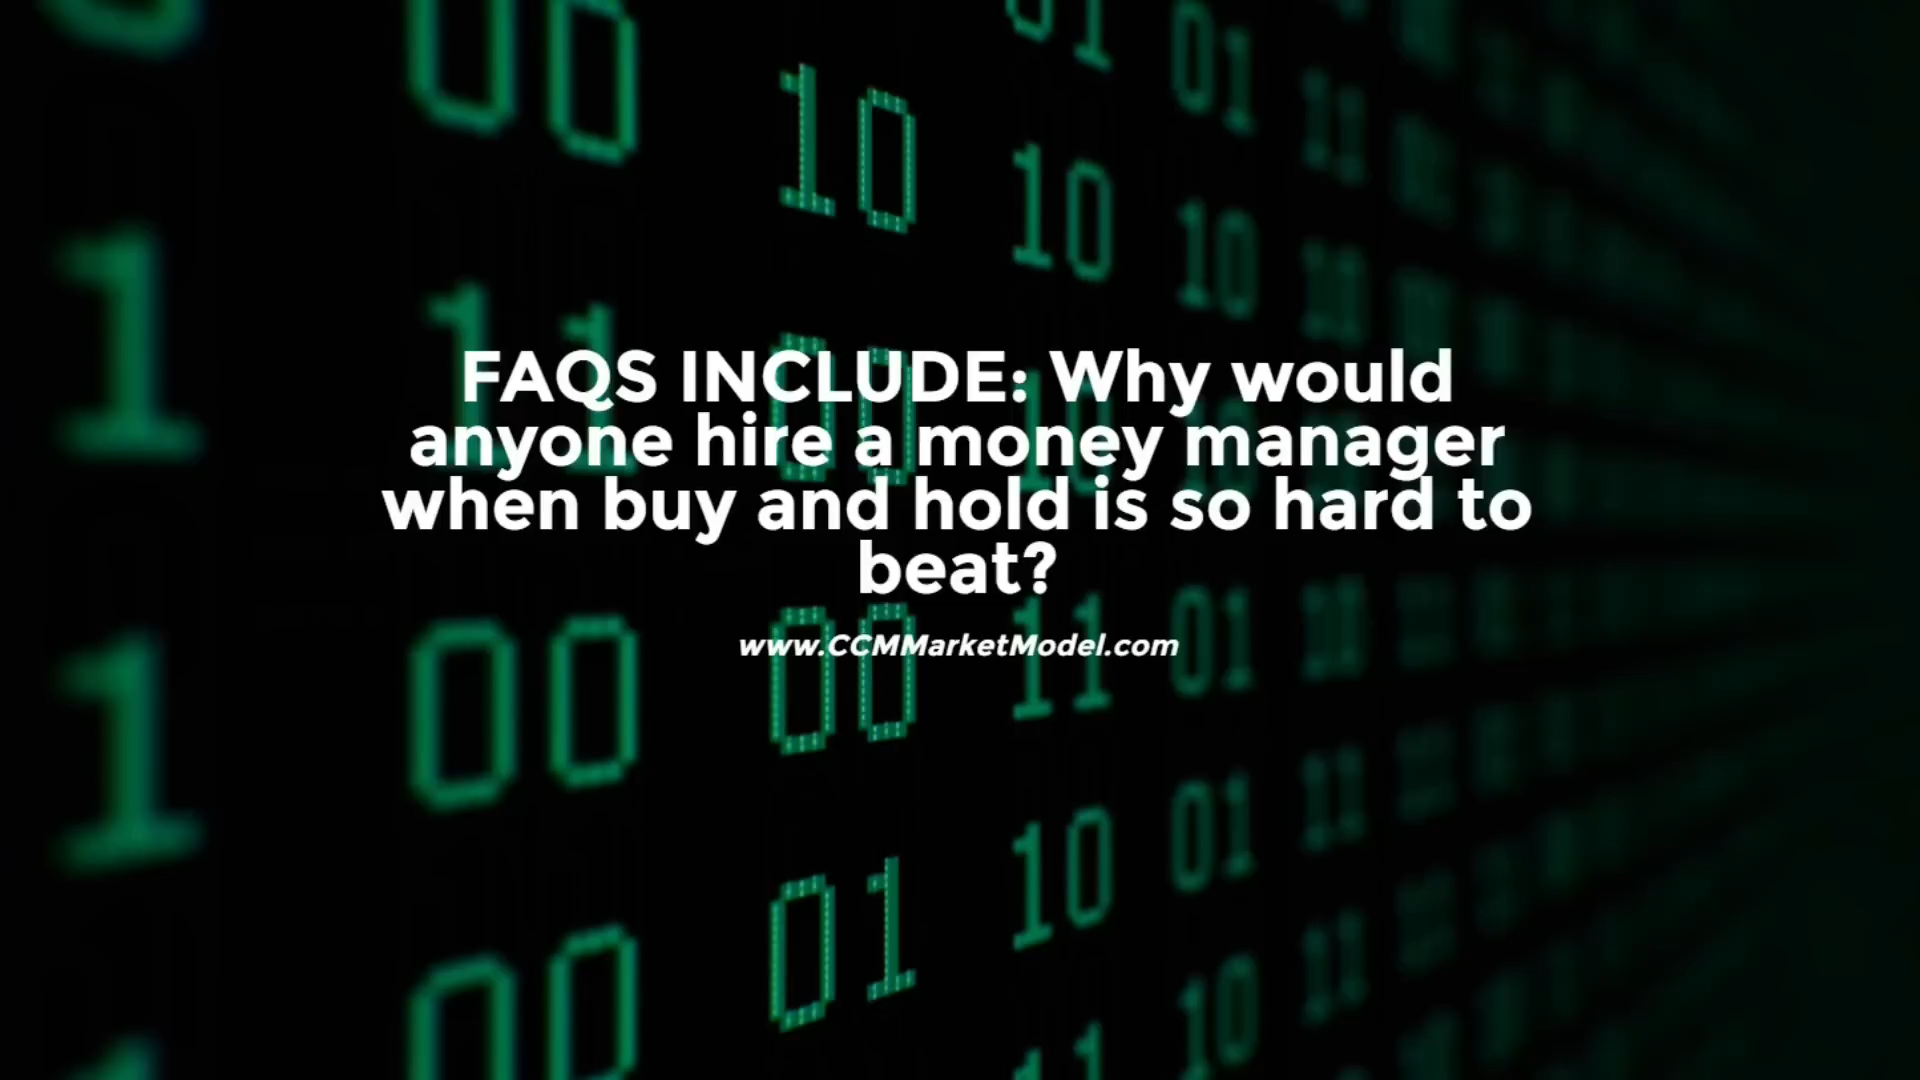 FAQS INCLUDE: Why would
anyone hire a money manager
when buy and hold is so hard to
beat?
www.CCMMarketModel.com